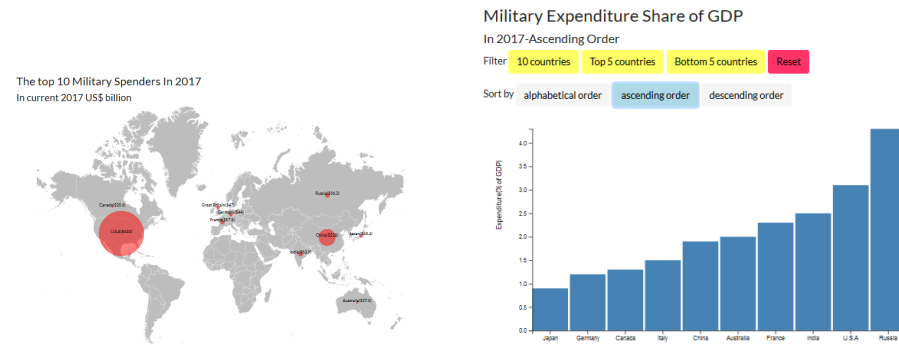 The top 10 Military Spenders In 2017
In current 2017 US$ billion
Military Expenditure Share of GDP
In 2017-Ascending Order
Filter 10 countries Top 5 countries Bottom 5 countries Reset
Sort by alphabetical order ascending order descending order
Expenditure(% of GDP)
4.0
3.5
3.0
2.5
2.0
1.5
1.0
0.5
0.0
Japan Germany Canada Italy China Australia France India U.S.A Russia